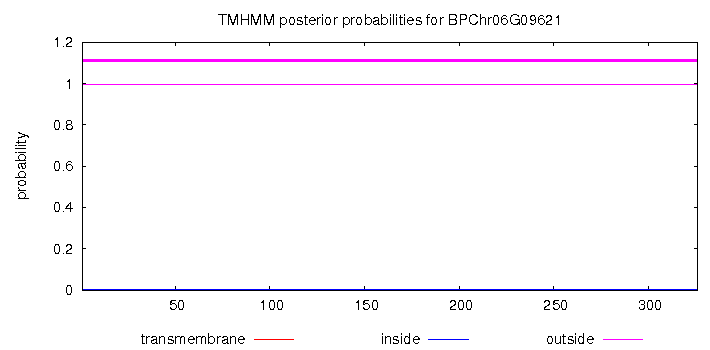 TMHMM posterior probabilities for BPChr06G09621
1.2
1
0.8
0.6
0.4
0.2
0
probability
50 100 150 200 250 300
transmembrane inside outside